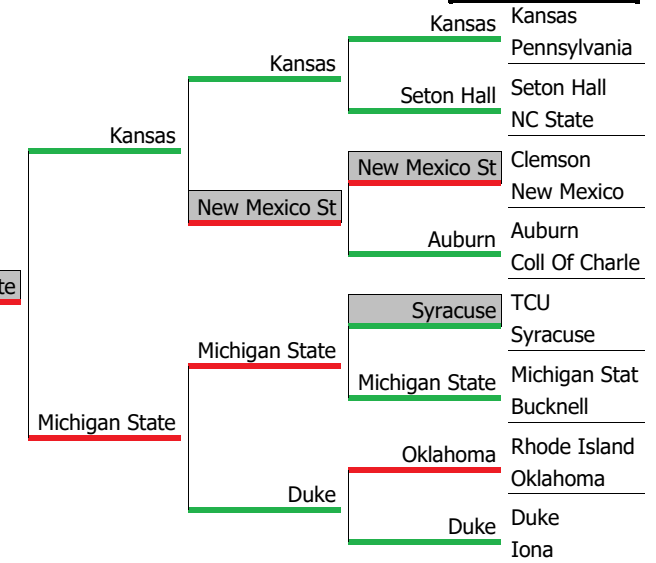 Kansas
Kansas
Pennsylvania
Kansas
Seton Hall
Seton Hall
NC State
Kansas
New Mexico St
Clemson
New Mexico
New Mexico St
Auburn
Auburn
Coll Of Charle
te
Syracuse
TCU
Syracuse
Michigan State
Michigan State
Michigan Stat
Bucknell
Michigan State
Oklahoma
Rhode Island
Oklahoma
Duke
Duke
Duke
Iona